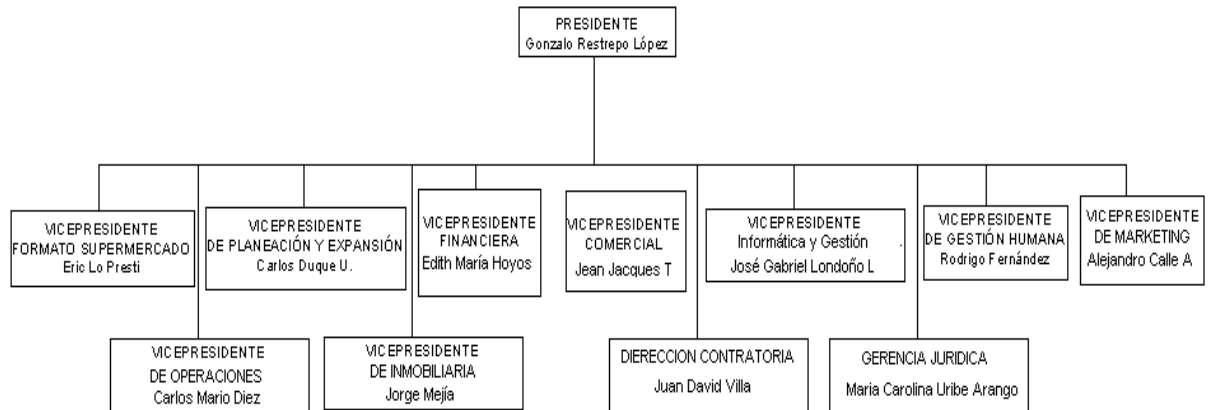 PRESIDENTE
Gonzalo Restrepo López
VICEPRESIDENTE
FORMATO SUPERMERCADO
Eric Lo Presti
VICEPRESIDENTE
DE PLANEACIÓN Y EXPANSIÓN
Carlos Duque U.
VICEPRESIDENTE
FINANCIERA
Edith María Hoyos
VICEPRESIDENTE
COMERCIAL
Jean Jacques T
VICEPRESIDENTE
Informática y Gestión .
José Gabriel Londoño L
VICEPRESIDENTE
DE GESTIÓN HUMANA
Rodrigo Fernández
VICEPRESIDENTE
DE MARKETING
Alejandro Calle A
VICEPRESIDENTE
DE OPERACIONES
Carlos Mario Diez
VICEPRESIDENTE
DE INMOBILIARIA
Jorge Mejía
DIERECCION CONTRATORIA
Juan David Villa
GERENCIA JURIDICA
Maria Carolina Uribe Arango